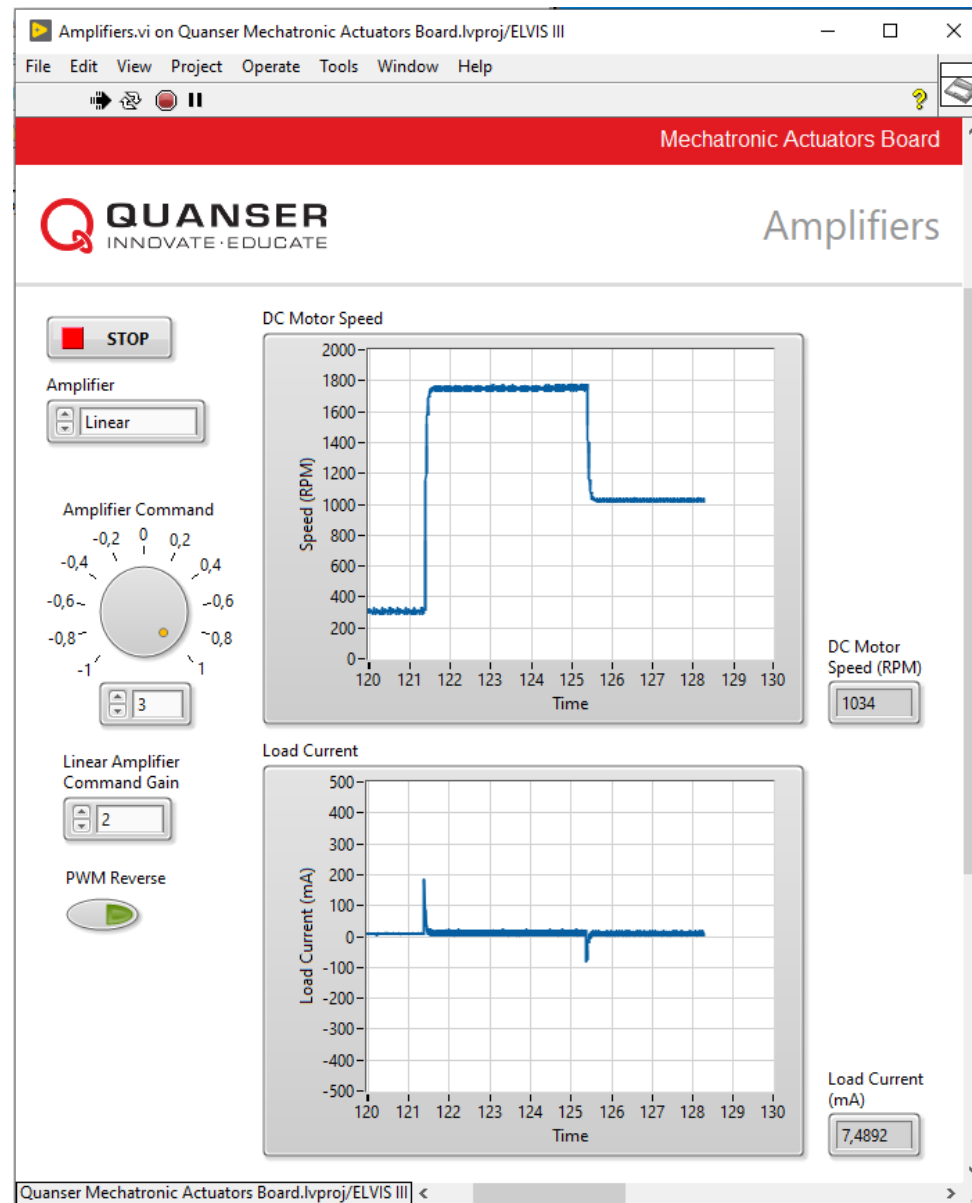 Amplifiers.vi on Quanser Mechatronic Actuators Board.lvproj/ELVIS III
File Edit View Project Operate Tools Window Help
Mechatronic Actuators Board
QUANSER
INNOVATE·EDUCATE
Amplifiers
STOP
Amplifier
Linear
Amplifier Command
-1
-0,8
-0,6
-0,4
-0,2
0
0,2
0,4
0,6
0,8
1
3
Linear Amplifier
Command Gain
2
PWM Reverse
DC Motor Speed
Speed (RPM)
2000
1800
1600
1400
1200
1000
800
600
400
200
0
120 121 122 123 124 125 126 127 128 129 130
Time
DC Motor
Speed (RPM)
1034
Load Current
Load Current (mA)
500
400
300
200
100
0
-100
-200
-300
-400
-500
120 121 122 123 124 125 126 127 128 129 130
Time
Load Current
(mA)
7,4892
Quanser Mechatronic Actuators Board.lvproj/ELVIS III